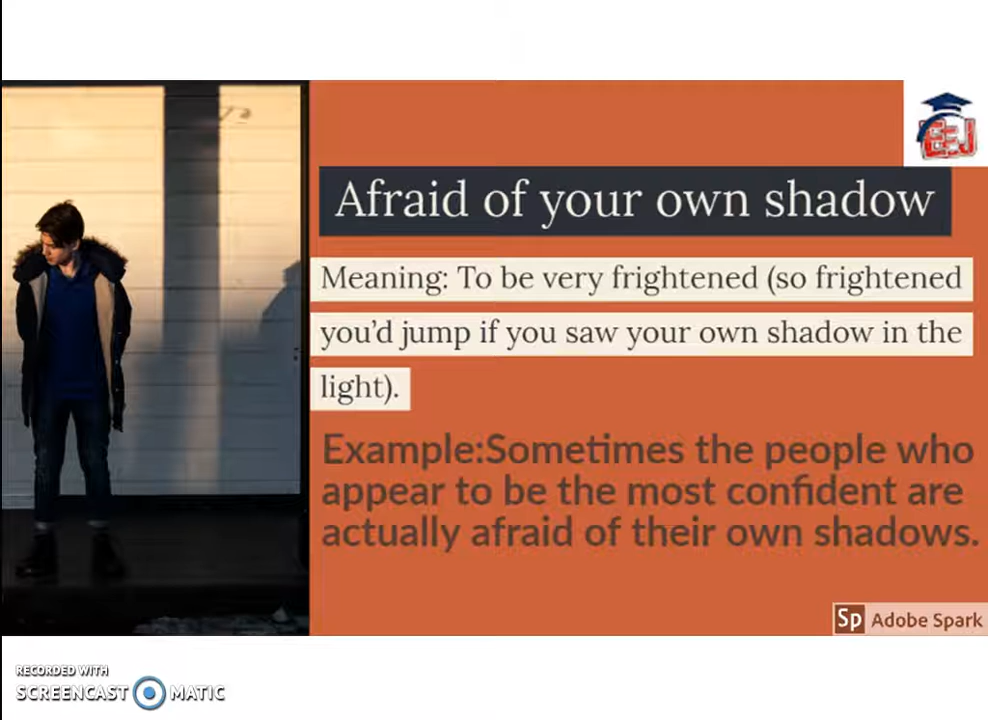 EEJ
Afraid of your own shadow
Meaning: To be very frightened (so frightened
you'd jump if you saw your own shadow in the
light).
Example:Sometimes the people who
appear to be the most confident are
actually afraid of their own shadows.
Sp Adobe Spark
RECORDED WITH
SCREENCAST MATIC